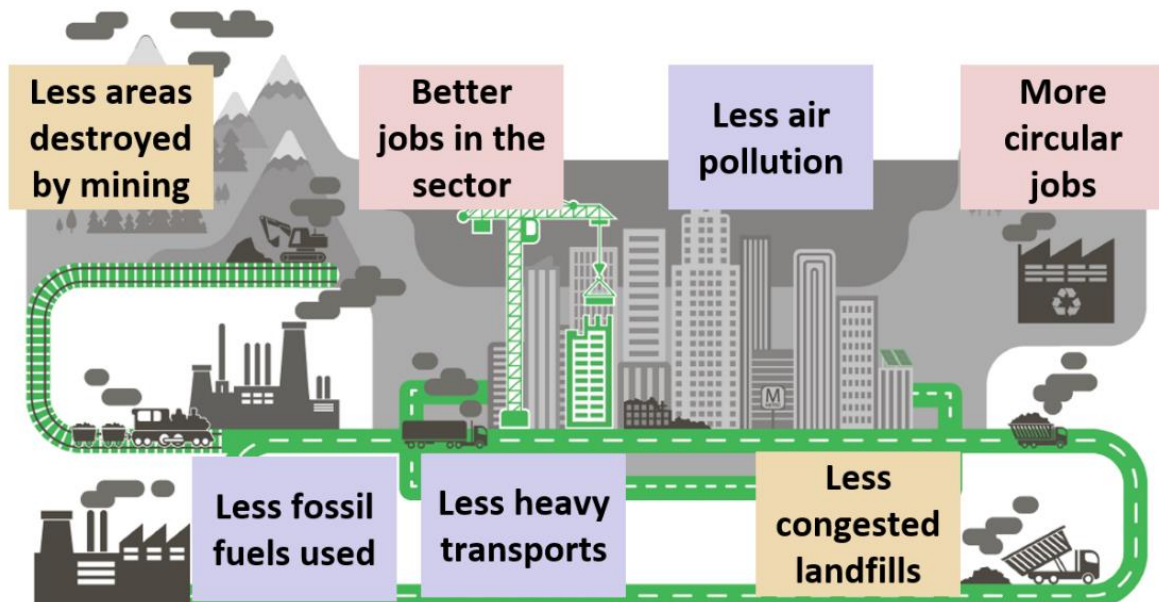 Less areas
destroyed
by mining
Better
jobs in the
sector
Less air
pollution
More
circular
jobs
M
Less fossil
fuels used
Less heavy
transports
Less
congested
landfills